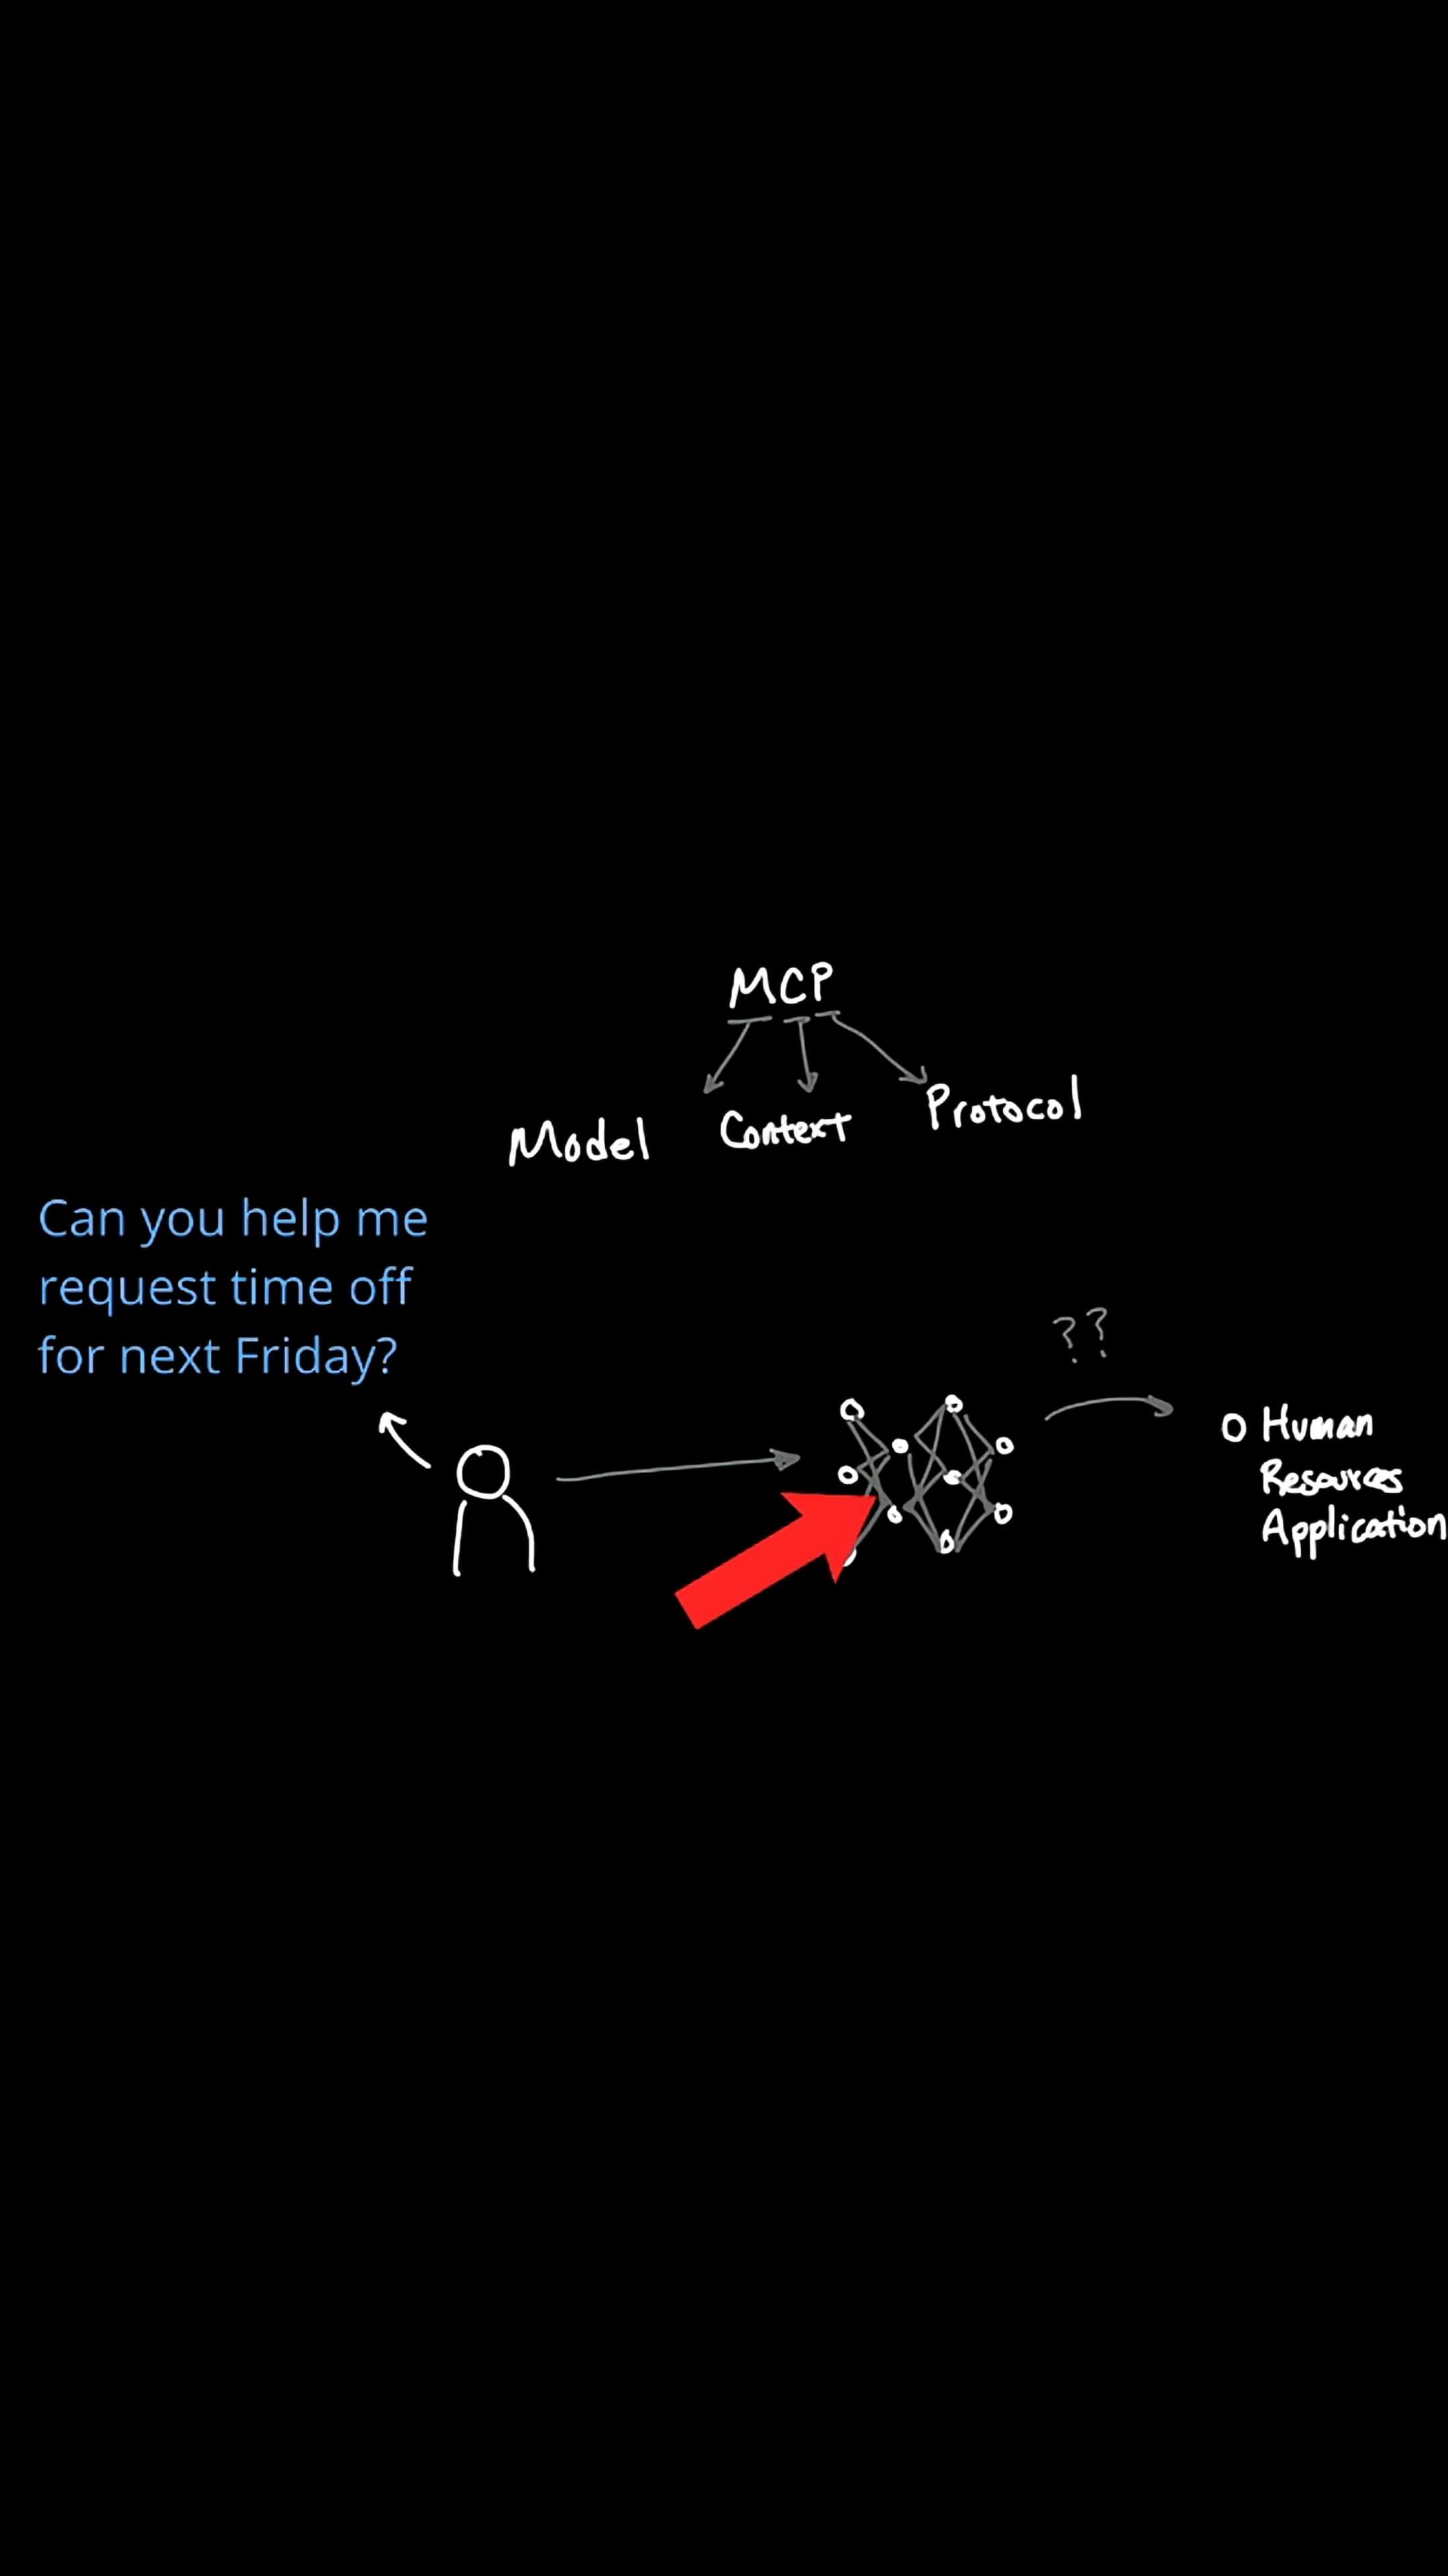 MCP
Model Context Protocol
Can you help me
request time off
for next Friday?
??
Human
Resources
Application